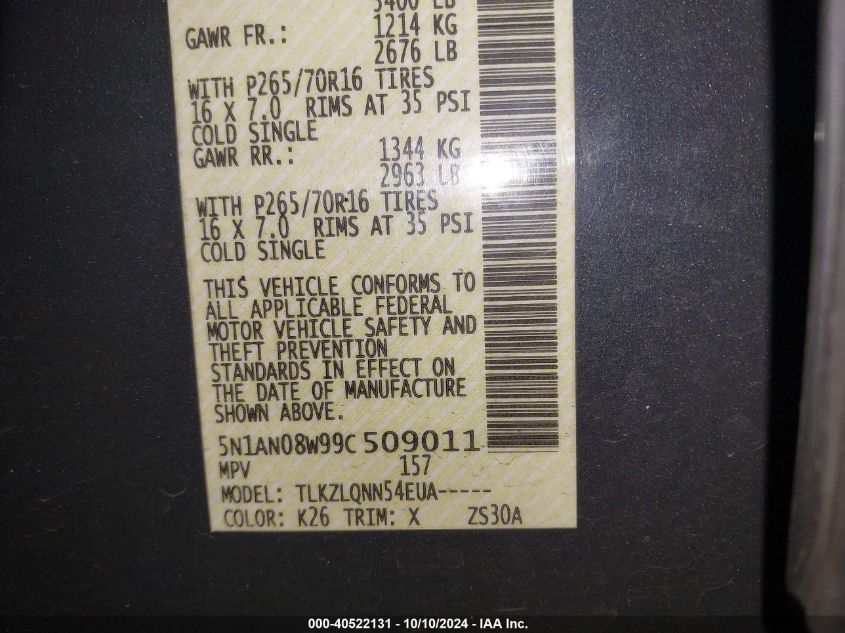 5400 LB
GAWR FR.: 1214 KG
2676 LB
WITH P265/70R16 TIRES
16 X 7.0 RIMS AT 35 PSI
COLD SINGLE
GAWR RR.: 1344 KG
2963 LB
WITH P265/70R16 TIRES
16 X 7.0 RIMS AT 35 PSI
COLD SINGLE
THIS VEHICLE CONFORMS TO
ALL APPLICABLE FEDERAL
MOTOR VEHICLE SAFETY AND
THEFT PREVENTION
STANDARDS IN EFFECT ON
THE DATE OF MANUFACTURE
SHOWN ABOVE.
5N1AN08W99C 509011
MPV 157
MODEL: TLKZLQNN54EUA-----
COLOR: K26 TRIM: X ZS30A
000-40522131 - 10/10/2024 - IAA Inc.